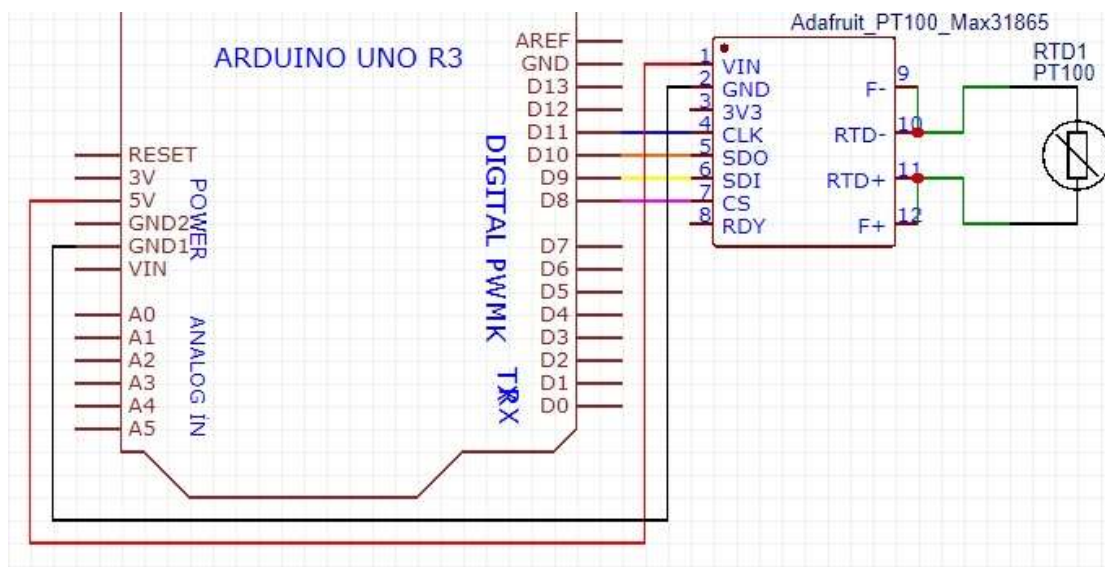 ARDUINO UNO R3
AREF
GND
D13
D12
D11
D10
D9
D8
D7
D6
D5
D4
D3
D2
D1
D0
RESET
3V
5V
GND2
GND1
VIN
A0
A1
A2
A3
A4
A5
POWER
ANALOG İN
DIGITAL PWMK
Adafruit_PT100_Max31865
1 VIN
2 GND
3 3V3
4 CLK
5 SDO
6 SDI
7 CS
8 RDY
F- 9
RTD- 10
RTD+ 11
F+ 12
RTD1
PT100